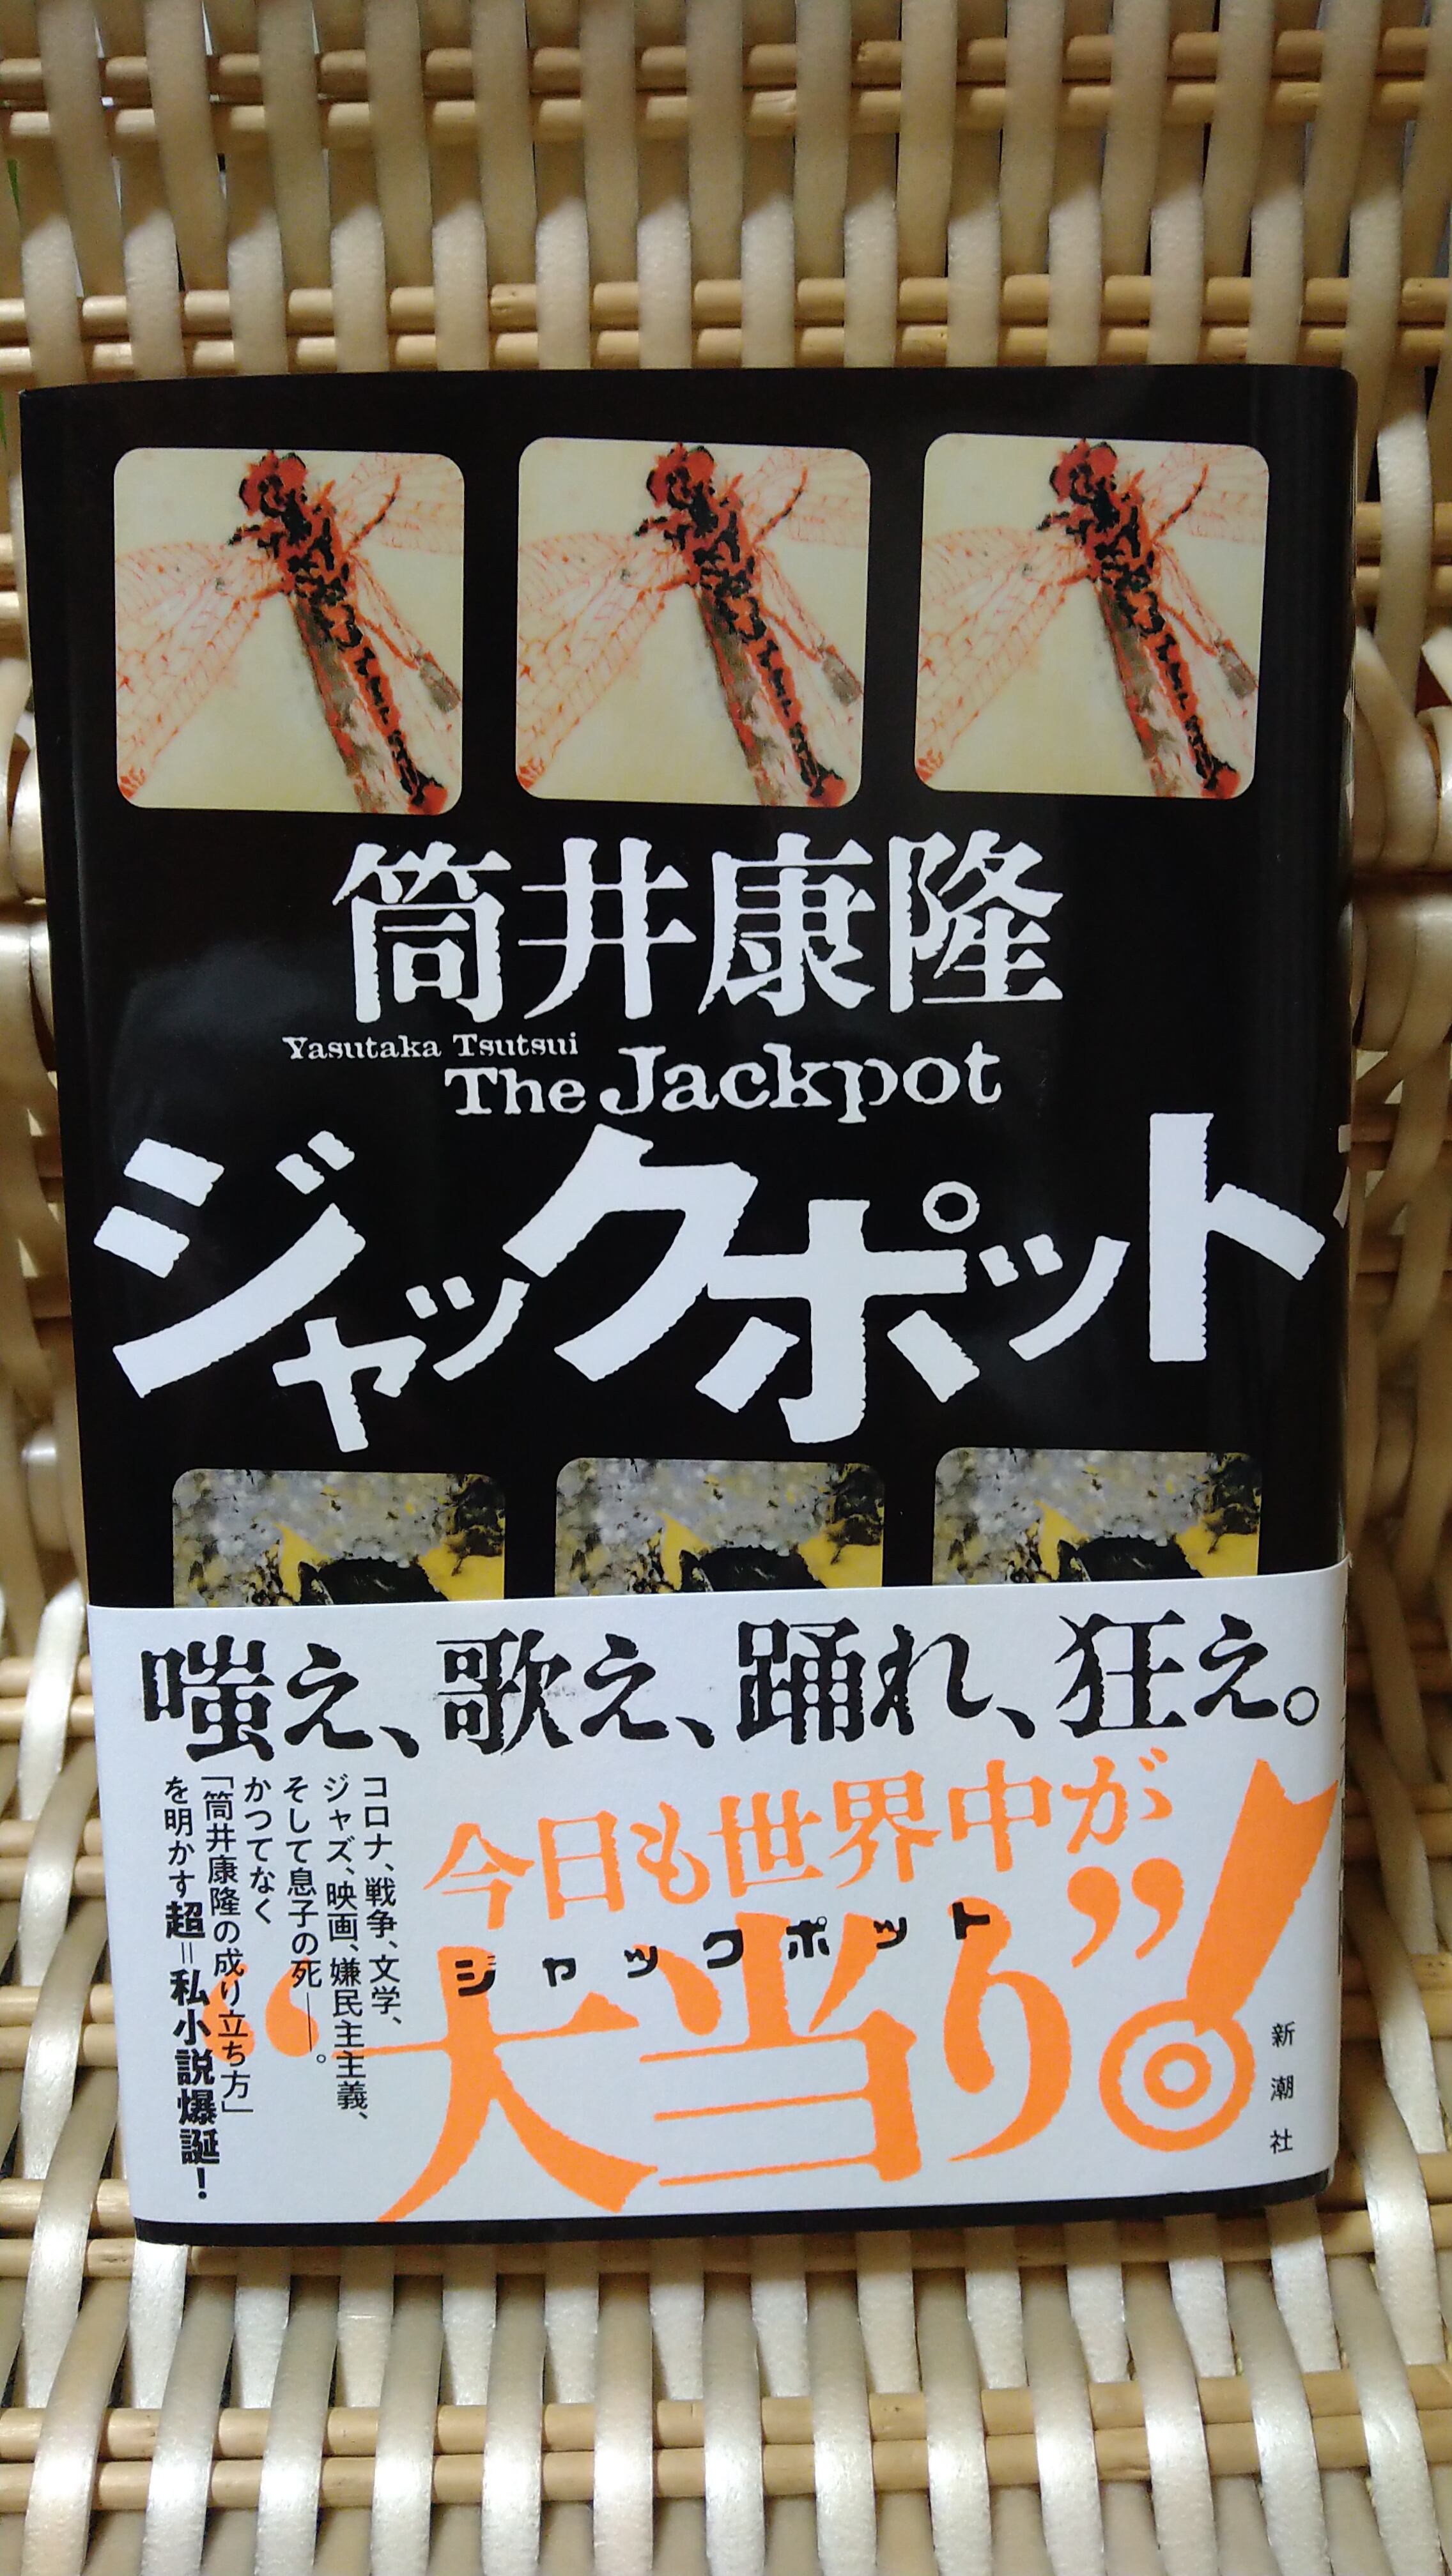 筒井康隆
Yasutaka Tsutsui
The Jackpot
ジャックポット
嗤え、歌え、踊れ、狂え。
今日も世界中が
ジャックポット
“大当り”!
コロナ、戦争、文学、
ジャズ、映画、嫌民主主義、
そして息子の死――。
かつてなく
「筒井康隆の成り立ち方」
を明かす超=私小説爆誕!
新潮社